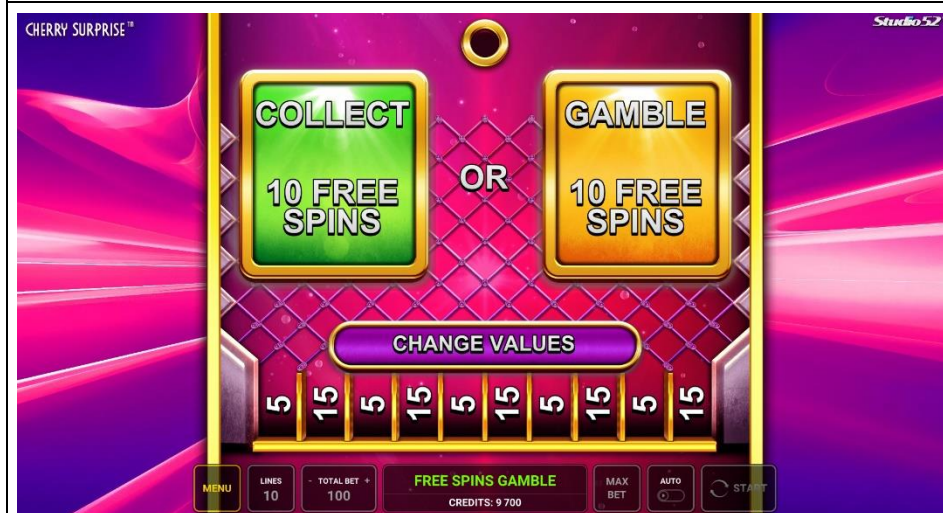 CHERRY SURPRISE™
Studio52
COLLECT
10 FREE
SPINS
OR
GAMBLE
10 FREE
SPINS
CHANGE VALUES
5 15 5 15 5 15 5 15 5 15
MENU
LINES
10
- TOTAL BET +
100
FREE SPINS GAMBLE
CREDITS: 9 700
MAX
BET
AUTO
START